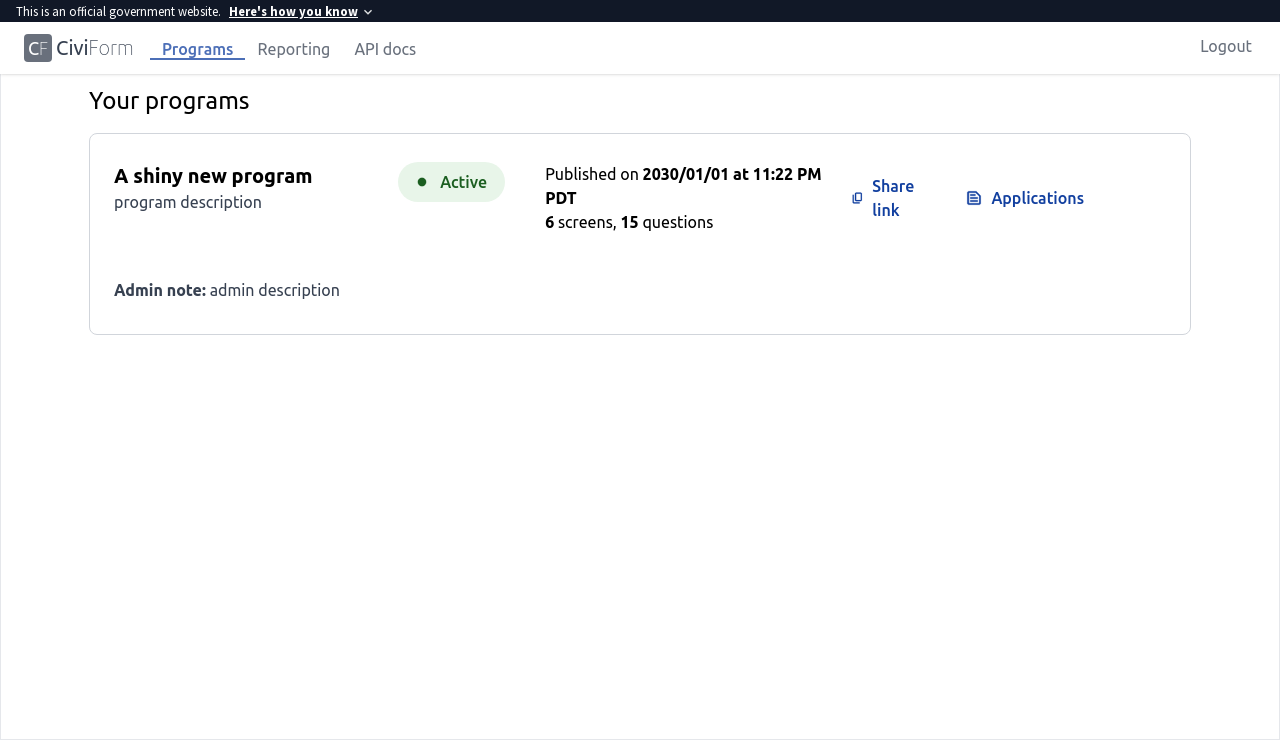 This is an official government website. Here's how you know
CF CiviForm Programs Reporting API docs Logout
Your programs
A shiny new program
program description
Active
Published on 2030/01/01 at 11:22 PM
PDT
6 screens, 15 questions
Share
link
Applications
Admin note: admin description